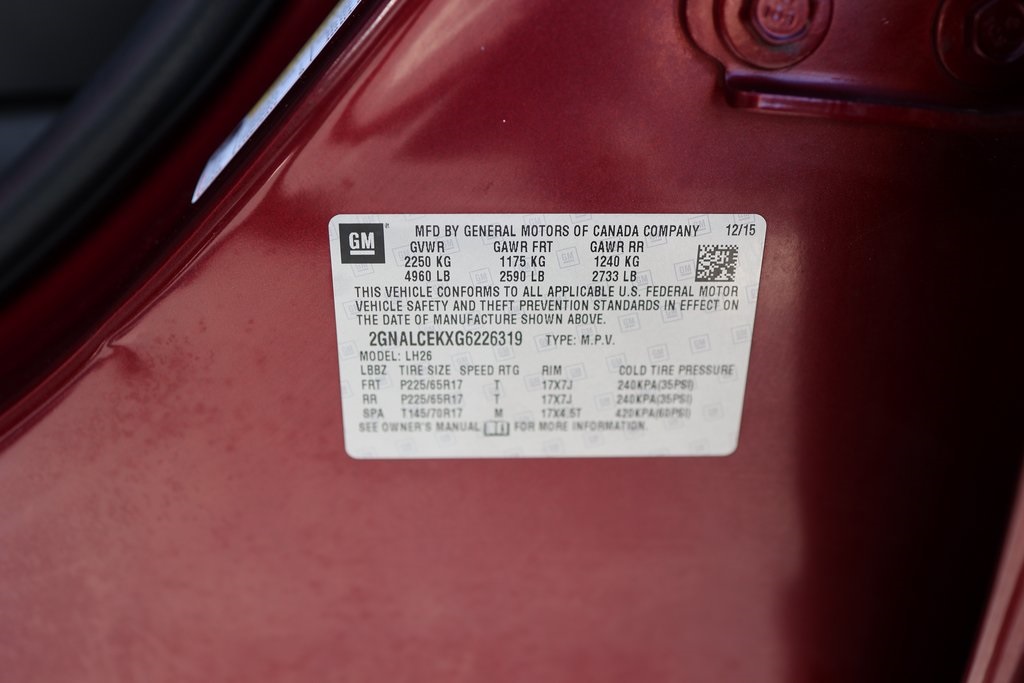 GM
MFD BY GENERAL MOTORS OF CANADA COMPANY 12/15
GVWR GAWR FRT GAWR RR
2250 KG 1175 KG 1240 KG
4960 LB 2590 LB 2733 LB
THIS VEHICLE CONFORMS TO ALL APPLICABLE U.S. FEDERAL MOTOR
VEHICLE SAFETY AND THEFT PREVENTION STANDARDS IN EFFECT ON
THE DATE OF MANUFACTURE SHOWN ABOVE.
2GNALCEKXG6226319 TYPE: M.P.V.
MODEL: LH26
LBBZ TIRE SIZE SPEED RTG RIM COLD TIRE PRESSURE
FRT P225/65R17 T 17X7J 240KPA(35PSI)
RR P225/65R17 T 17X7J 240KPA(35PSI)
SPA T145/70R17 M 17X4.5T 420KPA(60PSI)
SEE OWNER'S MANUAL FOR MORE INFORMATION.